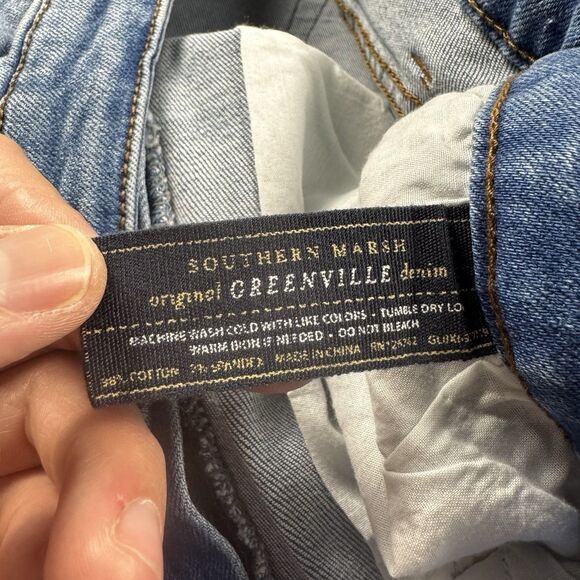 SOUTHERN MARSH
original GREENVILLE denim
MACHINE WASH COLD WITH LIKE COLORS - TUMBLE DRY LO
WARM IRON IF NEEDED - DO NOT BLEACH
98% COTTON 2% SPANDEX MADE IN CHINA